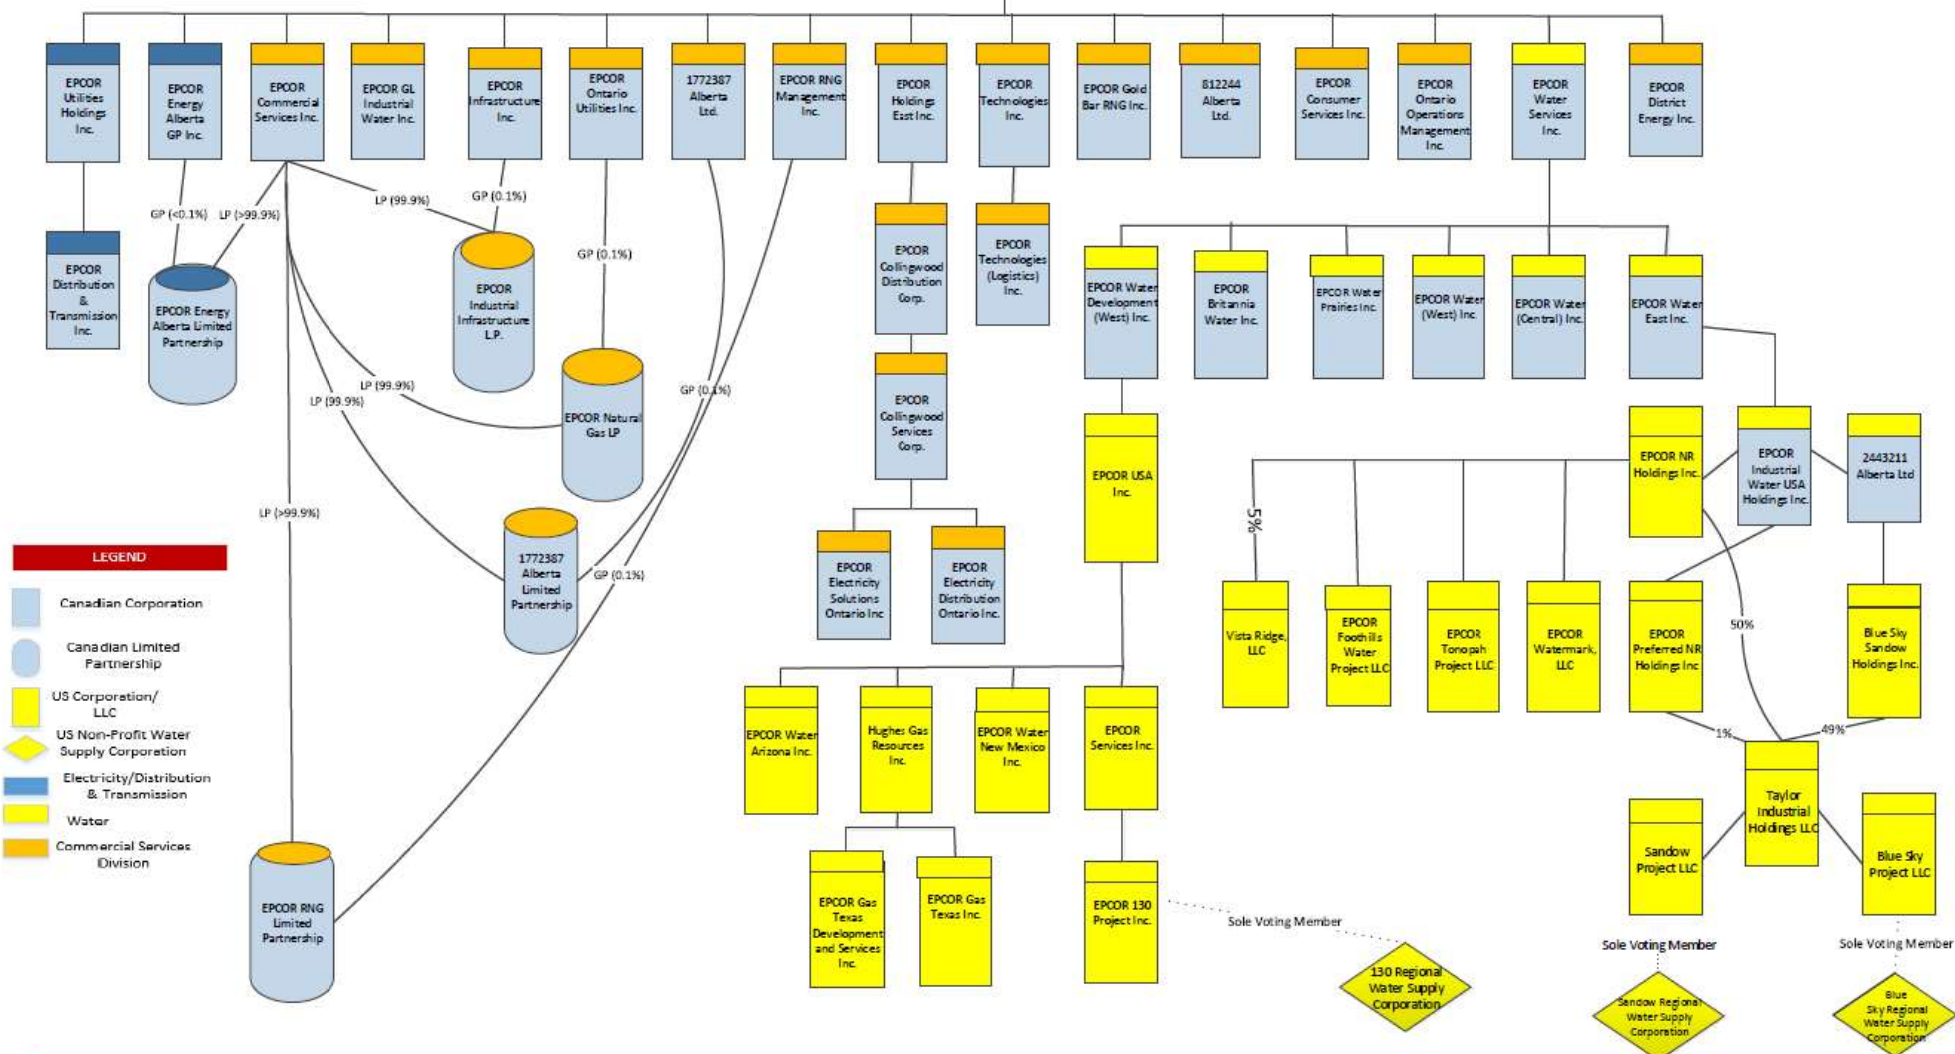 EPCOR
Utilities
Holdings
Inc.
EPCOR
Energy
Alberta
GP Inc.
EPCOR
Commercial
Services Inc.
EPCOR GL
Industrial
Water Inc.
EPCOR
Infrastructure
Inc.
EPCOR
Ontario
Utilities Inc.
1772387
Alberta
Ltd.
EPCOR RNG
Management
Inc.
EPCOR
Holdings
East Inc.
EPCOR
Technologies
Inc.
EPCOR Gold
Bar RNG Inc.
812244
Alberta
Ltd.
EPCOR
Consumer
Services Inc.
EPCOR
Ontario
Operations
Management
Inc.
EPCOR
Water
Services
Inc.
EPCOR
District
Energy Inc.
GP (<0.1%)
LP (>99.9%)
LP (99.9%)
GP (0.1%)
GP (0.1%)
EPCOR
Distribution
&
Transmission
Inc.
EPCOR Energy
Alberta Limited
Partnership
EPCOR
Industrial
Infrastructure
L.P.
EPCOR
Collingwood
Distribution
Corp.
EPCOR
Technologies
(Logistics)
Inc.
EPCOR Water
Development
(West) Inc.
EPCOR
Britannia
Water Inc.
EPCOR Water
Prairies Inc.
EPCOR Water
(West) Inc.
EPCOR Water
(Central) Inc.
EPCOR Water
East Inc.
LP (99.9%)
LP (99.9%)
GP (0.1%)
EPCOR Natural
Gas LP
EPCOR
Collingwood
Services
Corp.
EPCOR USA
Inc.
EPCOR NR
Holdings Inc.
EPCOR
Industrial
Water USA
Holdings Inc.
2443211
Alberta Ltd
LP (>99.9%)
5%
1772387
Alberta
Limited
Partnership
GP (0.1%)
EPCOR
Electricity
Solutions
Ontario Inc
EPCOR
Electricity
Distribution
Ontario Inc.
LEGEND
Canadian Corporation
Canadian Limited
Partnership
US Corporation/
LLC
US Non-Profit Water
Supply Corporation
Electricity/Distribution
& Transmission
Water
Commercial Services
Division
Vista Ridge,
LLC
EPCOR
Foothills
Water
Project LLC
EPCOR
Tonopah
Project LLC
EPCOR
Watermark,
LLC
EPCOR
Preferred NR
Holdings Inc
50%
Blue Sky
Sandow
Holdings Inc.
EPCOR Water
Arizona Inc.
Hughes Gas
Resources
Inc.
EPCOR Water
New Mexico
Inc.
EPCOR
Services Inc.
1%
49%
Taylor
Industrial
Holdings LLC
Sandow
Project LLC
Blue Sky
Project LLC
EPCOR RNG
Limited
Partnership
EPCOR Gas
Texas
Development
and Services
Inc.
EPCOR Gas
Texas Inc.
EPCOR 130
Project Inc.
Sole Voting Member
Sole Voting Member
Sole Voting Member
130 Regional
Water Supply
Corporation
Sandow Regional
Water Supply
Corporation
Blue
Sky Regional
Water Supply
Corporation